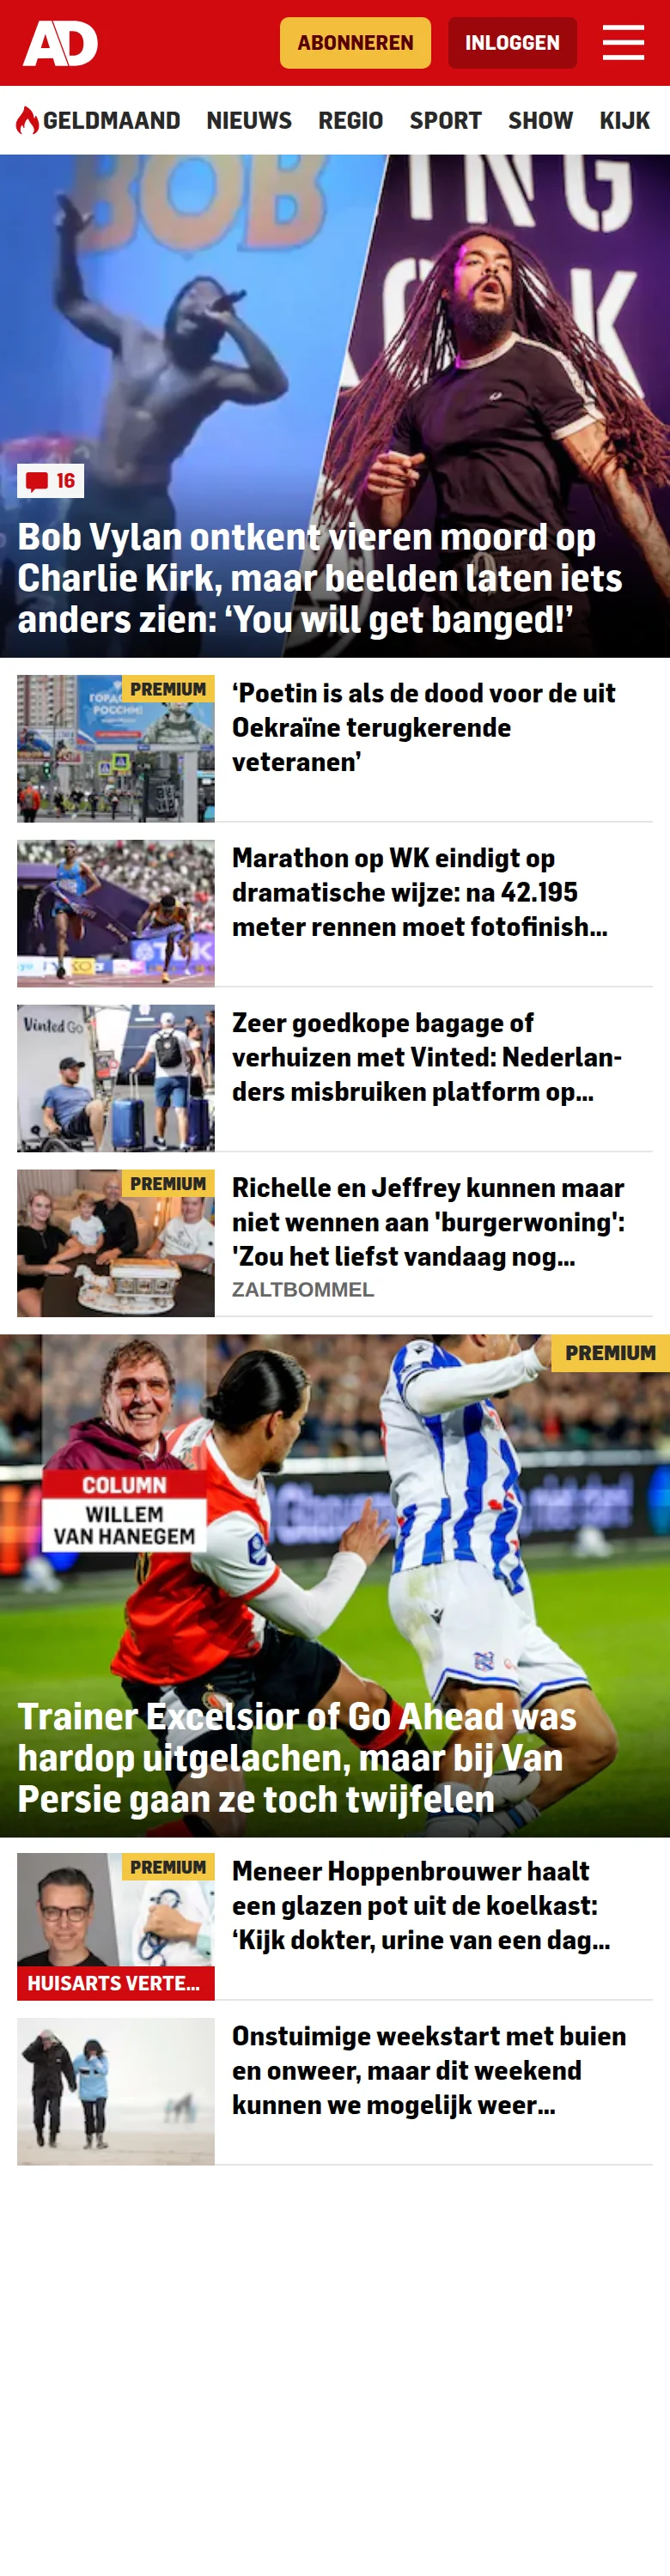 AD
ABONNEREN
INLOGGEN
GELDMAAND NIEUWS REGIO SPORT SHOW KIJK
BOB
ING
16
Bob Vylan ontkent vieren moord op
Charlie Kirk, maar beelden laten iets
anders zien: ‘You will get banged!’
PREMIUM
‘Poetin is als de dood voor de uit
Oekraïne terugkerende
veteranen’
Marathon op WK eindigt op
dramatische wijze: na 42.195
meter rennen moet fotofinish...
Vinted Go
Zeer goedkope bagage of
verhuizen met Vinted: Nederlan-
ders misbruiken platform op...
PREMIUM
Richelle en Jeffrey kunnen maar
niet wennen aan 'burgerwoning':
'Zou het liefst vandaag nog...
ZALTBOMMEL
PREMIUM
COLUMN
WILLEM
VAN HANEGEM
Trainer Excelsior of Go Ahead was
hardop uitgelachen, maar bij Van
Persie gaan ze toch twijfelen
PREMIUM
HUISARTS VERTE...
Meneer Hoppenbrouwer haalt
een glazen pot uit de koelkast:
‘Kijk dokter, urine van een dag...
Onstuimige weekstart met buien
en onweer, maar dit weekend
kunnen we mogelijk weer...